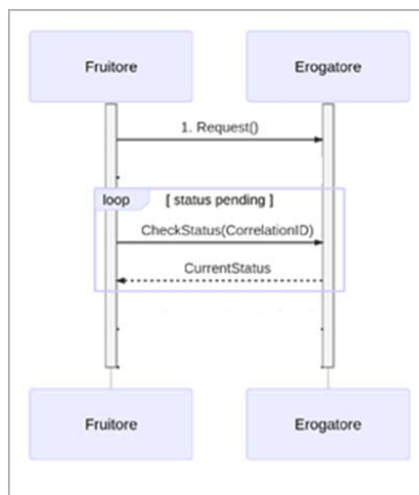 Fruitore
Erogatore
1. Request()
loop
[ status pending ]
CheckStatus(CorrelationID)
CurrentStatus
Fruitore
Erogatore